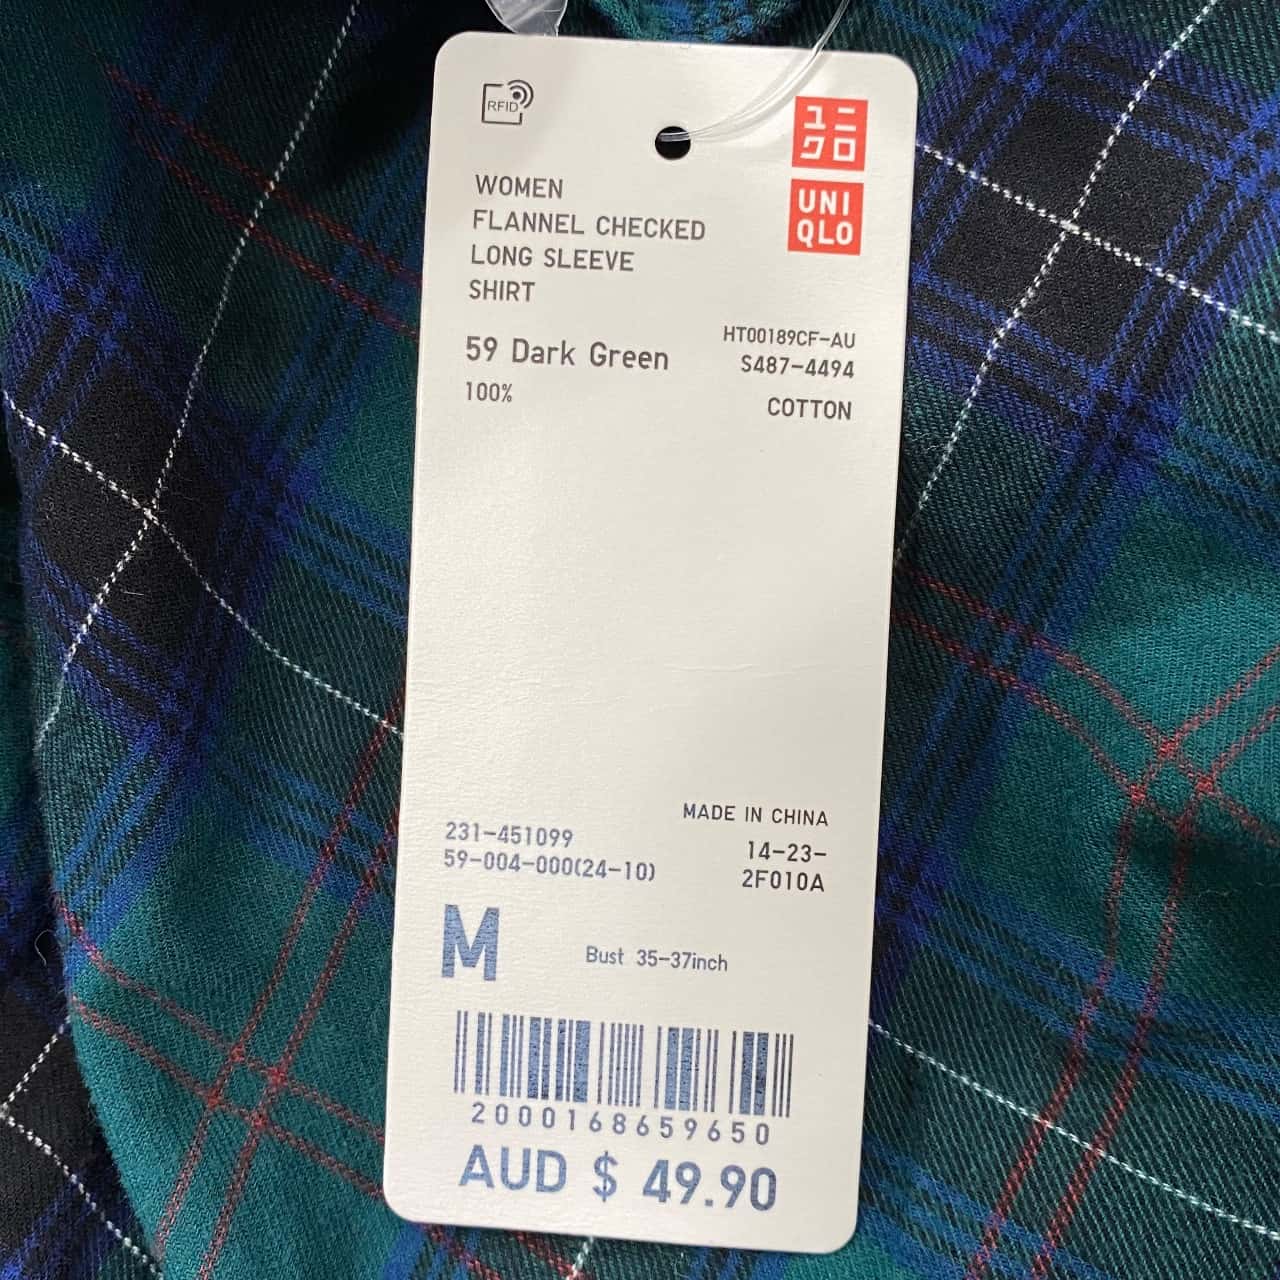 RFID
ユニ
クロ
UNI
QLO
WOMEN
FLANNEL CHECKED
LONG SLEEVE
SHIRT
HT00189CF-AU
59 Dark Green S487-4494
100% COTTON
MADE IN CHINA
231-451099 14-23-
59-004-000(24-10) 2F010A
M Bust 35-37inch
2000168659650
AUD $ 49.90